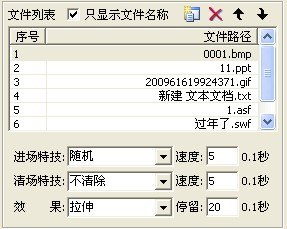 文件列表 只显示文件名称
序号 文件路径
1 0001.bmp
2 11.ppt
3 200961619924371.gif
4 新建 文本文档.txt
5 1.asf
6 过年了.swf
进场特技: 随机 速度: 5 0.1秒
清场特技: 不清除 速度: 5 0.1秒
效 果: 拉伸 停留: 20 0.1秒